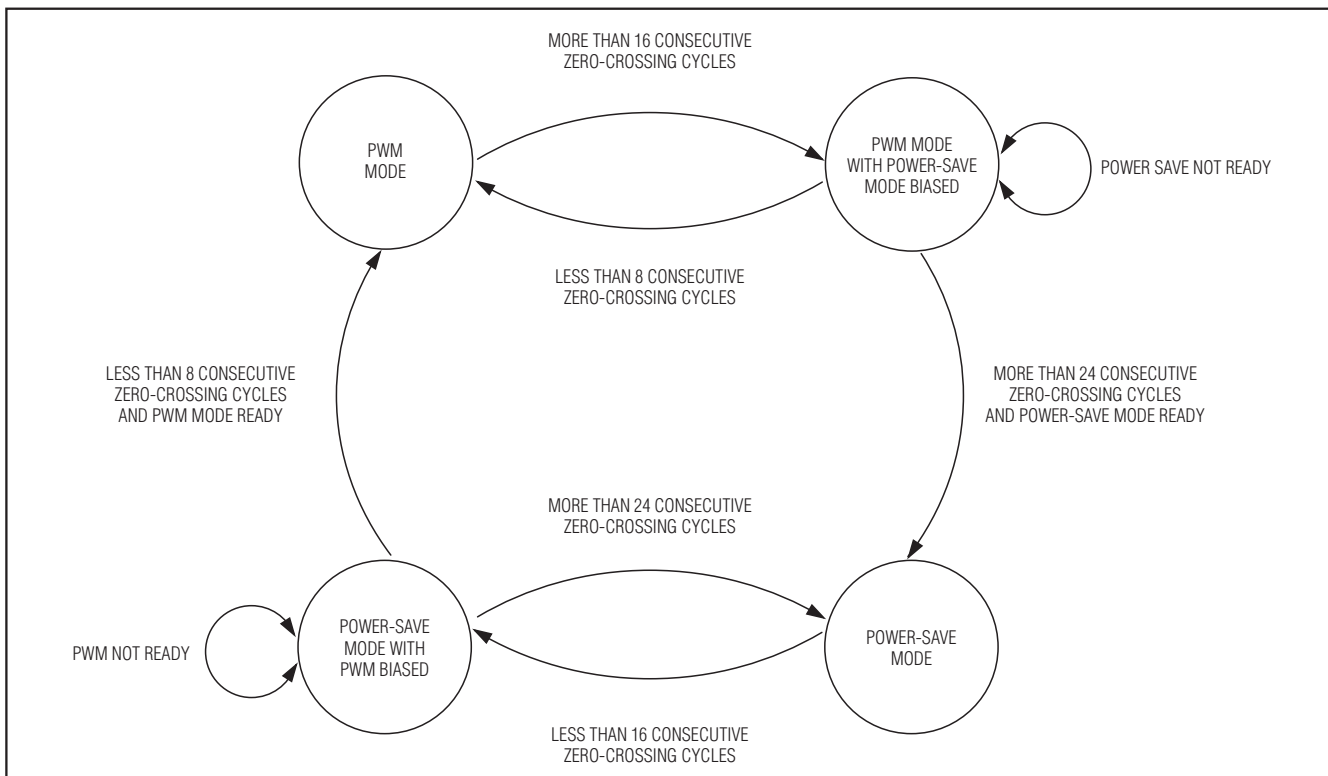 MORE THAN 16 CONSECUTIVE
ZERO-CROSSING CYCLES
PWM
MODE
PWM MODE
WITH POWER-SAVE
MODE BIASED
POWER SAVE NOT READY
LESS THAN 8 CONSECUTIVE
ZERO-CROSSING CYCLES
LESS THAN 8 CONSECUTIVE
ZERO-CROSSING CYCLES
AND PWM MODE READY
MORE THAN 24 CONSECUTIVE
ZERO-CROSSING CYCLES
AND POWER-SAVE MODE READY
MORE THAN 24 CONSECUTIVE
ZERO-CROSSING CYCLES
PWM NOT READY
POWER-SAVE
MODE WITH
PWM BIASED
POWER-SAVE
MODE
LESS THAN 16 CONSECUTIVE
ZERO-CROSSING CYCLES